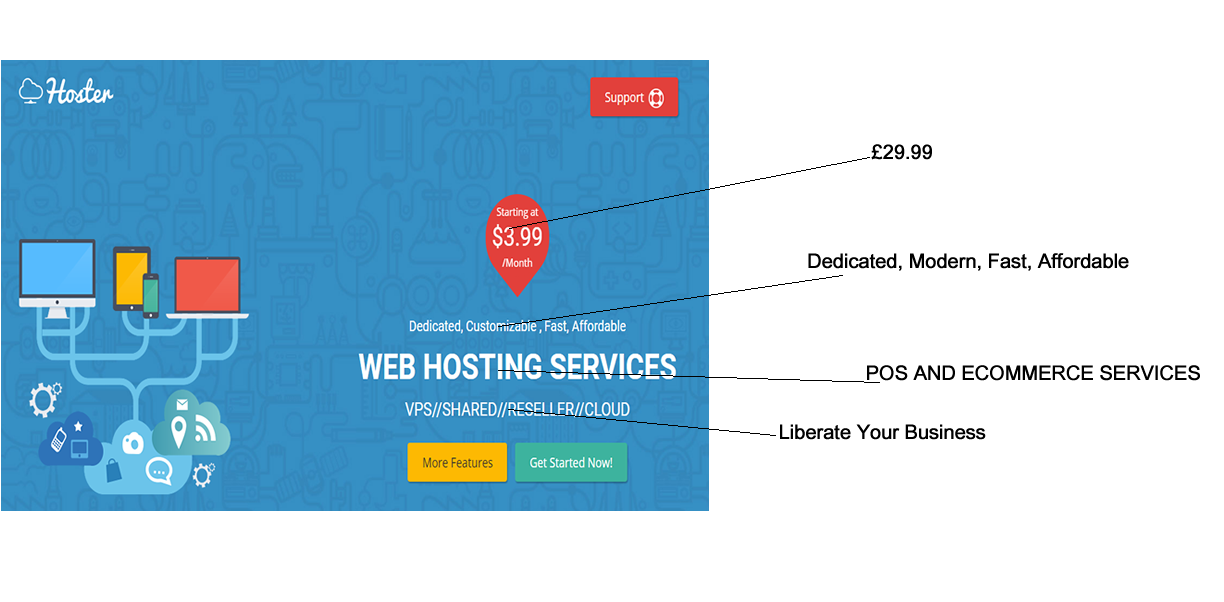 Hoster
Support
£29.99
Starting at
$3.99
/Month
Dedicated, Modern, Fast, Affordable
Dedicated, Customizable , Fast, Affordable
WEB HOSTING SERVICES
POS AND ECOMMERCE SERVICES
VPS//SHARED//RESELLER//CLOUD
Liberate Your Business
More Features
Get Started Now!